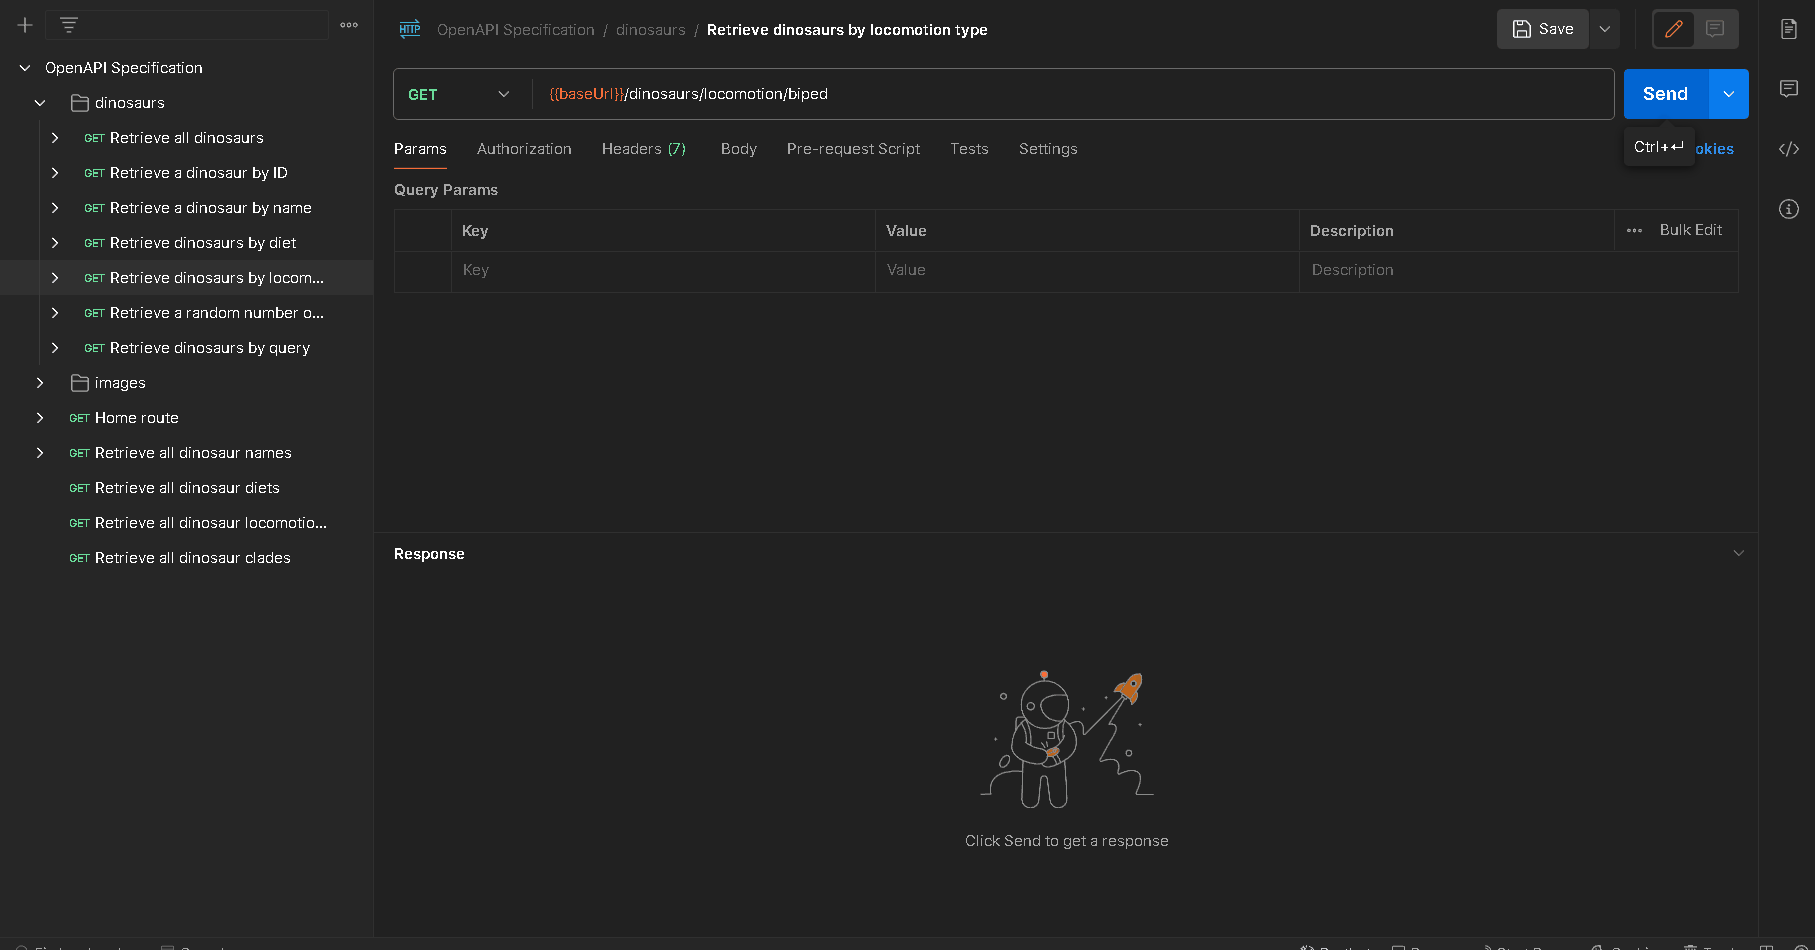 HTTP OpenAPI Specification / dinosaurs / Retrieve dinosaurs by locomotion type
Save
OpenAPI Specification
dinosaurs
GET Retrieve all dinosaurs
GET Retrieve a dinosaur by ID
GET Retrieve a dinosaur by name
GET Retrieve dinosaurs by diet
GET Retrieve dinosaurs by locom...
GET Retrieve a random number o...
GET Retrieve dinosaurs by query
images
GET Home route
GET Retrieve all dinosaur names
GET Retrieve all dinosaur diets
GET Retrieve all dinosaur locomotio...
GET Retrieve all dinosaur clades
GET {{baseUrl}}/dinosaurs/locomotion/biped
Send
Ctrl+↵
Params Authorization Headers (7) Body Pre-request Script Tests Settings okies
Query Params
Key Value Description ••• Bulk Edit
Key Value Description
Response
Click Send to get a response